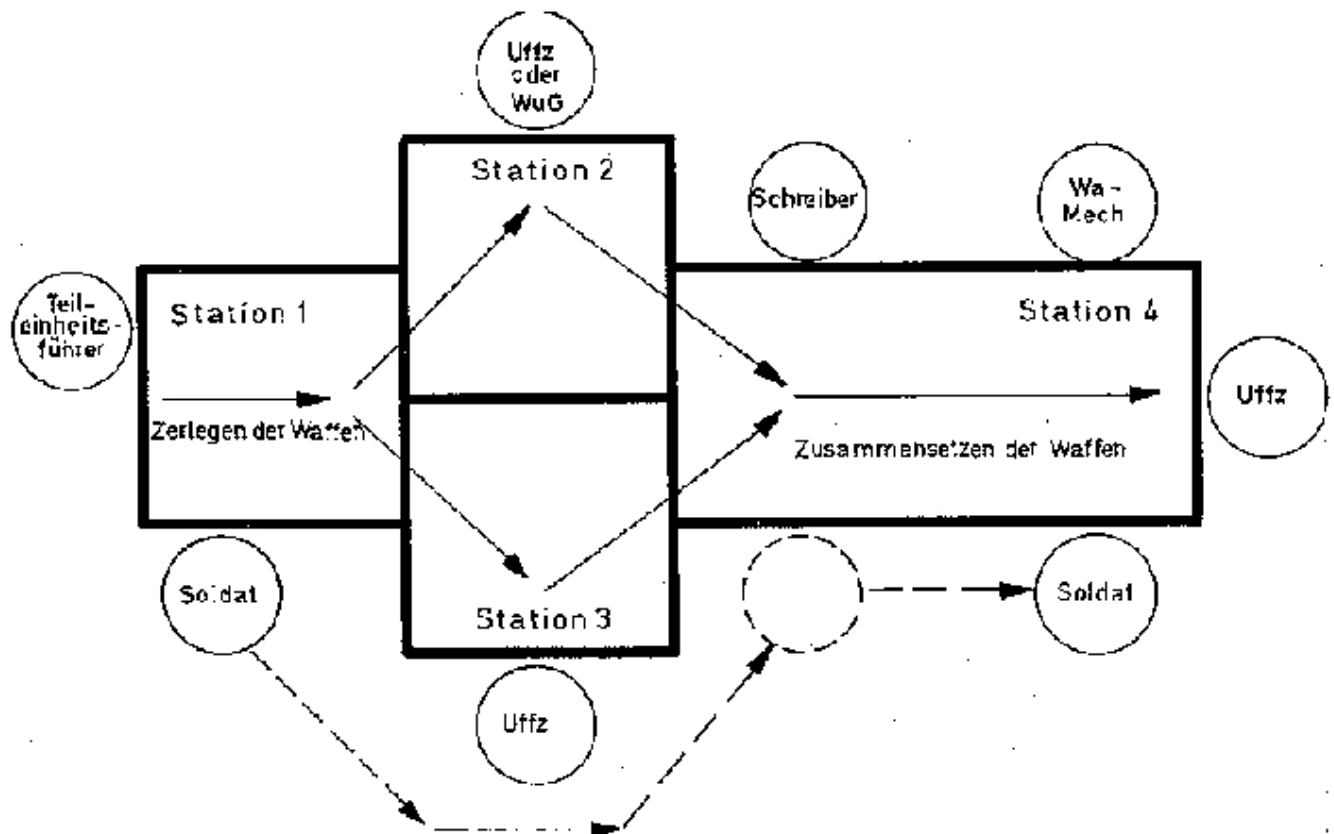 Uffz
oder
WuG
Station 2
Schreiber
Wa-
Mech
Teil-
einheits-
führer
Station 1
Station 4
Zerlegen der Waffen
Uffz
Zusammensetzen der Waffen
Soldat
Station 3
Soldat
Uffz